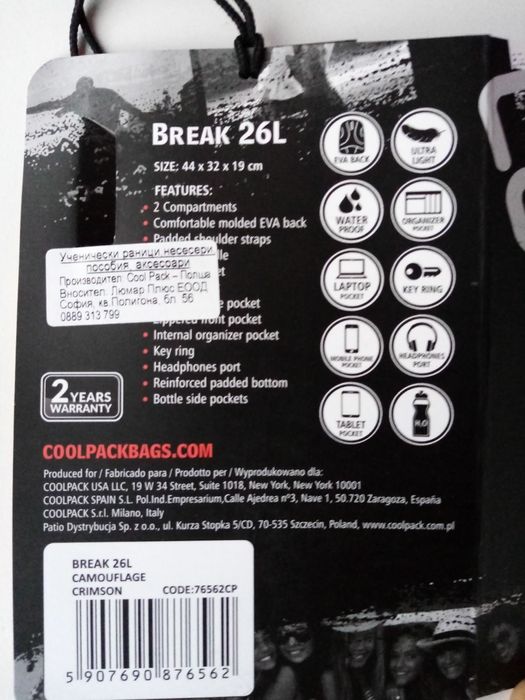 BREAK 26L
SIZE: 44 x 32 x 19 cm
FEATURES:
• 2 Compartments
• Comfortable molded EVA back
• Padded shoulder straps
Ученически раници, несесери,
пособия, аксесоари
Производител: Cool Pack – Полша
Вносител: Люмар Плюс ЕООД
София, кв.Полигона, бл. 56
0889 313 799
pocket
• Zippered front pocket
• Internal organizer pocket
• Key ring
• Headphones port
• Reinforced padded bottom
• Bottle side pockets
EVA BACK
ULTRA LIGHT
WATER PROOF
ORGANIZER POCKET
LAPTOP POCKET
KEY RING
MOBILE PHONE POCKET
HEADPHONES PORT
TABLET POCKET
H₂O
2 YEARS
WARRANTY
COOLPACKBAGS.COM
Produced for / Fabricado para / Prodotto per / Wyprodukowano dla:
COOLPACK USA LLC, 19 W 34 Street, Suite 1018, New York, New York 10001
COOLPACK SPAIN S.L. Pol.Ind.Empresarium,Calle Ajedrea nº3, Nave 1, 50.720 Zaragoza, España
COOLPACK S.r.l. Milano, Italy
Patio Dystrybucja Sp. z o.o., ul. Kurza Stopka 5/CD, 70-535 Szczecin, Poland, www.coolpack.com.pl
BREAK 26L
CAMOUFLAGE
CRIMSON CODE:76562CP
5 907690 876562